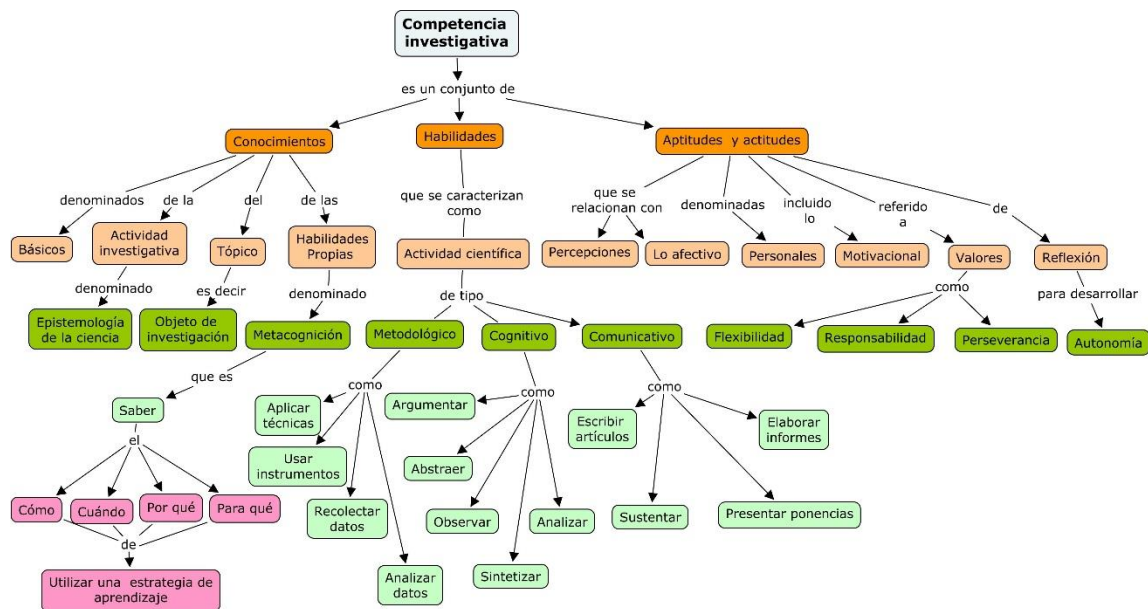 Competencia
investigativa
es un conjunto de
Conocimientos
Habilidades
Aptitudes y actitudes
denominados
de la
del
de las
que se caracterizan
como
que se
relacionan con
denominadas
incluido
lo
referido
a
de
Básicos
Actividad
investigativa
Tópico
Habilidades
Propias
Actividad científica
Percepciones
Lo afectivo
Personales
Motivacional
Valores
Reflexión
denominado
es decir
denominado
de tipo
como
para desarrollar
Epistemología
de la ciencia
Objeto de
investigación
Metacognición
Metodológico
Cognitivo
Comunicativo
Flexibilidad
Responsabilidad
Perseverancia
Autonomía
que es
como
como
como
Saber
Aplicar
técnicas
Argumentar
Escribir
artículos
Elaborar
informes
el
Usar
instrumentos
Abstraer
Cómo
Cuándo
Por qué
Para qué
Recolectar
datos
Observar
Analizar
Sustentar
Presentar ponencias
de
Utilizar una estrategia de
aprendizaje
Analizar
datos
Sintetizar